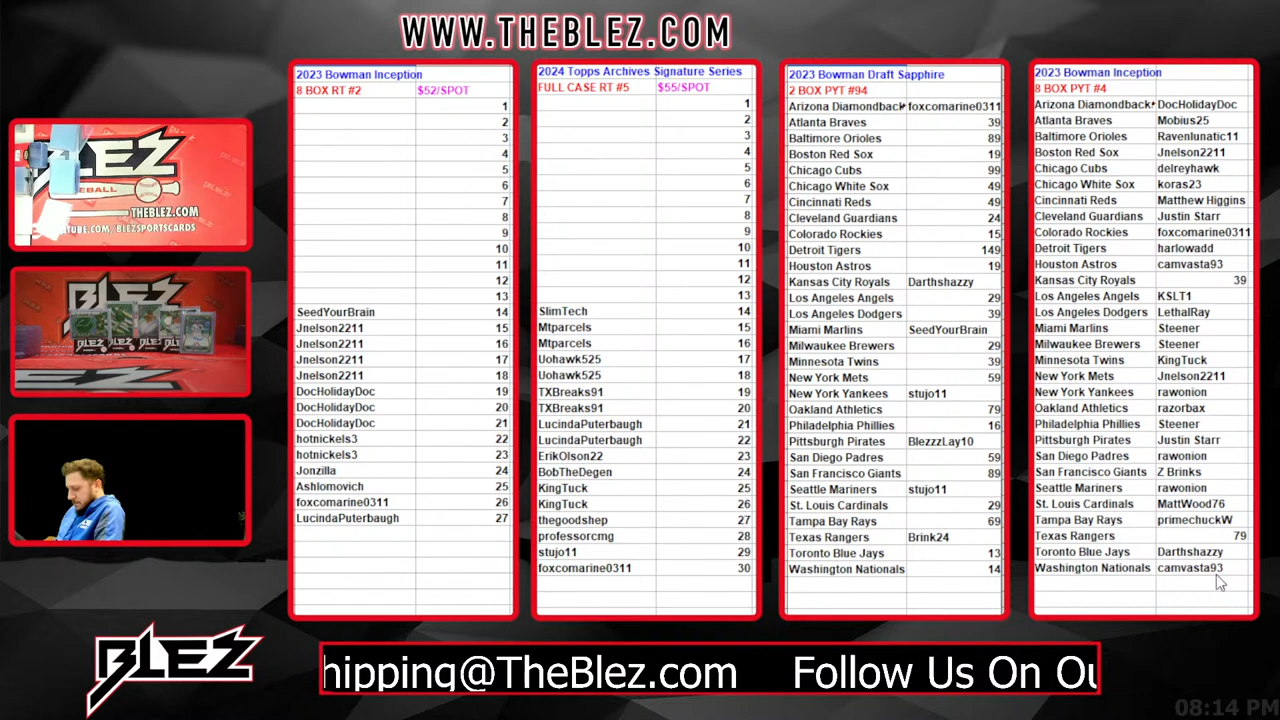 WWW.THEBLEZ.COM
2023 Bowman Inception
8 BOX RT #2 $52/SPOT
1
2
3
4
5
6
7
8
9
10
11
12
13
SeedYourBrain 14
Jnelson2211 15
Jnelson2211 16
Jnelson2211 17
Jnelson2211 18
DocHolidayDoc 19
DocHolidayDoc 20
DocHolidayDoc 21
hotnickels3 22
hotnickels3 23
Jonzilla 24
Ashlomovich 25
foxcomarine0311 26
LucindaPuterbaugh 27
2024 Topps Archives Signature Series
FULL CASE RT #5 $55/SPOT
1
2
3
4
5
6
7
8
9
10
11
12
13
SlimTech 14
Mtparcels 15
Mtparcels 16
Uohawk525 17
Uohawk525 18
TXBreaks91 19
TXBreaks91 20
LucindaPuterbaugh 21
LucindaPuterbaugh 22
ErikOlson22 23
BobTheDegen 24
KingTuck 25
KingTuck 26
thegoodshep 27
professorcmg 28
stujo11 29
foxcomarine0311 30
2023 Bowman Draft Sapphire
2 BOX PYT #94
Arizona Diamondback foxcomarine0311
Atlanta Braves 39
Baltimore Orioles 89
Boston Red Sox 19
Chicago Cubs 99
Chicago White Sox 49
Cincinnati Reds 49
Cleveland Guardians 24
Colorado Rockies 15
Detroit Tigers 149
Houston Astros 19
Kansas City Royals Darthshazzy
Los Angeles Angels 29
Los Angeles Dodgers 39
Miami Marlins SeedYourBrain
Milwaukee Brewers 29
Minnesota Twins 39
New York Mets 59
New York Yankees stujo11
Oakland Athletics 79
Philadelphia Phillies 16
Pittsburgh Pirates BlezzzLay10
San Diego Padres 59
San Francisco Giants 89
Seattle Mariners stujo11
St. Louis Cardinals 29
Tampa Bay Rays 69
Texas Rangers Brink24
Toronto Blue Jays 13
Washington Nationals 14
2023 Bowman Inception
8 BOX PYT #4
Arizona Diamondback DocHolidayDoc
Atlanta Braves Mobius25
Baltimore Orioles Ravenlunatic11
Boston Red Sox Jnelson2211
Chicago Cubs delreyhawk
Chicago White Sox koras23
Cincinnati Reds Matthew Higgins
Cleveland Guardians Justin Starr
Colorado Rockies foxcomarine0311
Detroit Tigers harlowadd
Houston Astros camvasta93
Kansas City Royals 39
Los Angeles Angels KSLT1
Los Angeles Dodgers LethalRay
Miami Marlins Steener
Milwaukee Brewers Steener
Minnesota Twins KingTuck
New York Mets Jnelson2211
New York Yankees rawonion
Oakland Athletics razorbax
Philadelphia Phillies Steener
Pittsburgh Pirates Justin Starr
San Diego Padres rawonion
San Francisco Giants Z Brinks
Seattle Mariners rawonion
St. Louis Cardinals MattWood76
Tampa Bay Rays primechuckW
Texas Rangers 79
Toronto Blue Jays Darthshazzy
Washington Nationals camvasta93
BLEZ
THEBLEZ.COM
BLEZ
BLEZ
hipping@TheBlez.com Follow Us On Ou
08:14 PM